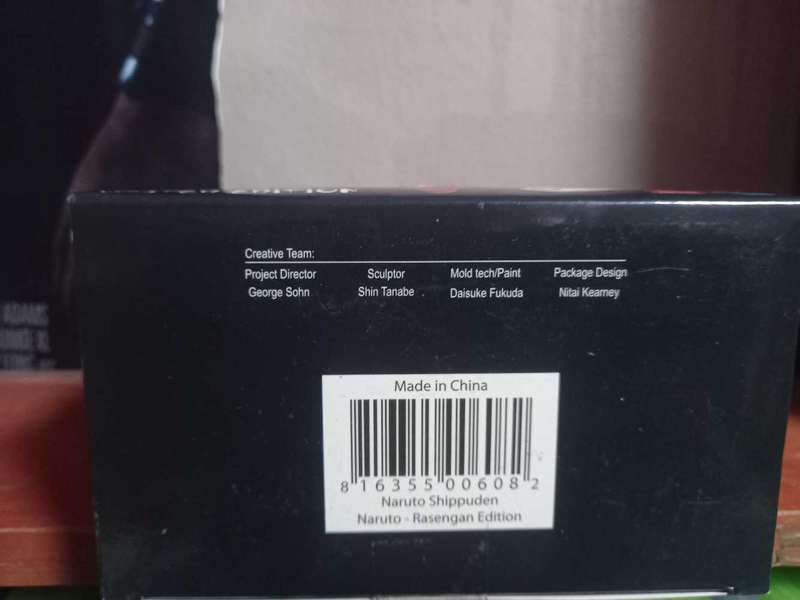 Creative Team:
Project Director Sculptor Mold tech/Paint Package Design
George Sohn Shin Tanabe Daisuke Fukuda Nitai Kearney
Made in China
8 16355 00608 2
Naruto Shippuden
Naruto - Rasengan Edition
ADAMS